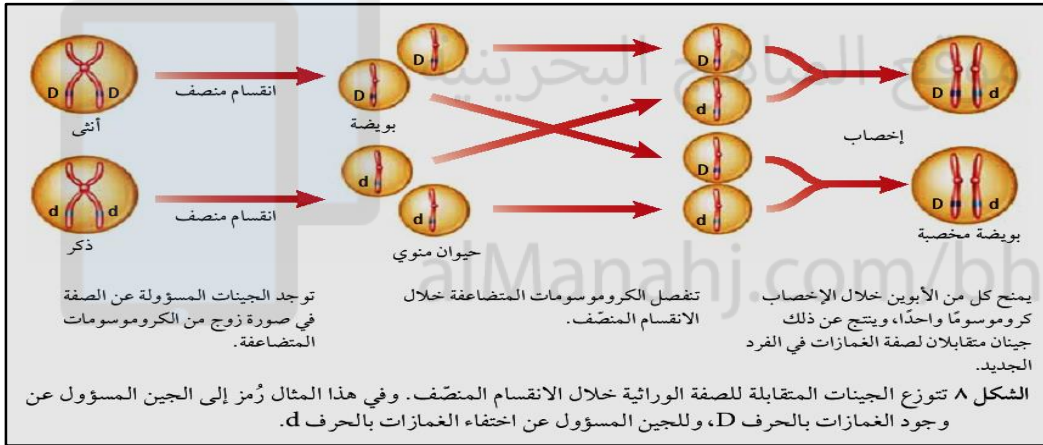 D D
انقسام منصف
D
D
D
d
D d
أنثى
بويضة
إخصاب
d d
انقسام منصف
d
d
D
d
D d
ذكر
حيوان منوي
بويضة مخصبة
موقع المناهج البحرينية
alManahj.com/bh
توجد الجينات المسؤولة عن الصفة
في صورة زوج من الكروموسومات
المتضاعفة.
تنفصل الكروموسومات المتضاعفة خلال
الانقسام المنصّف.
يمنح كل من الأبوين خلال الإخصاب
كروموسومًا واحدًا، وينتج عن ذلك
جينان متقابلان لصفة الغمازات في الفرد
الجديد.
الشكل ٨ تتوزع الجينات المتقابلة للصفة الوراثية خلال الانقسام المنصّف. وفي هذا المثال رُمز إلى الجين المسؤول عن
وجود الغمازات بالحرف D، وللجين المسؤول عن اختفاء الغمازات بالحرف d.